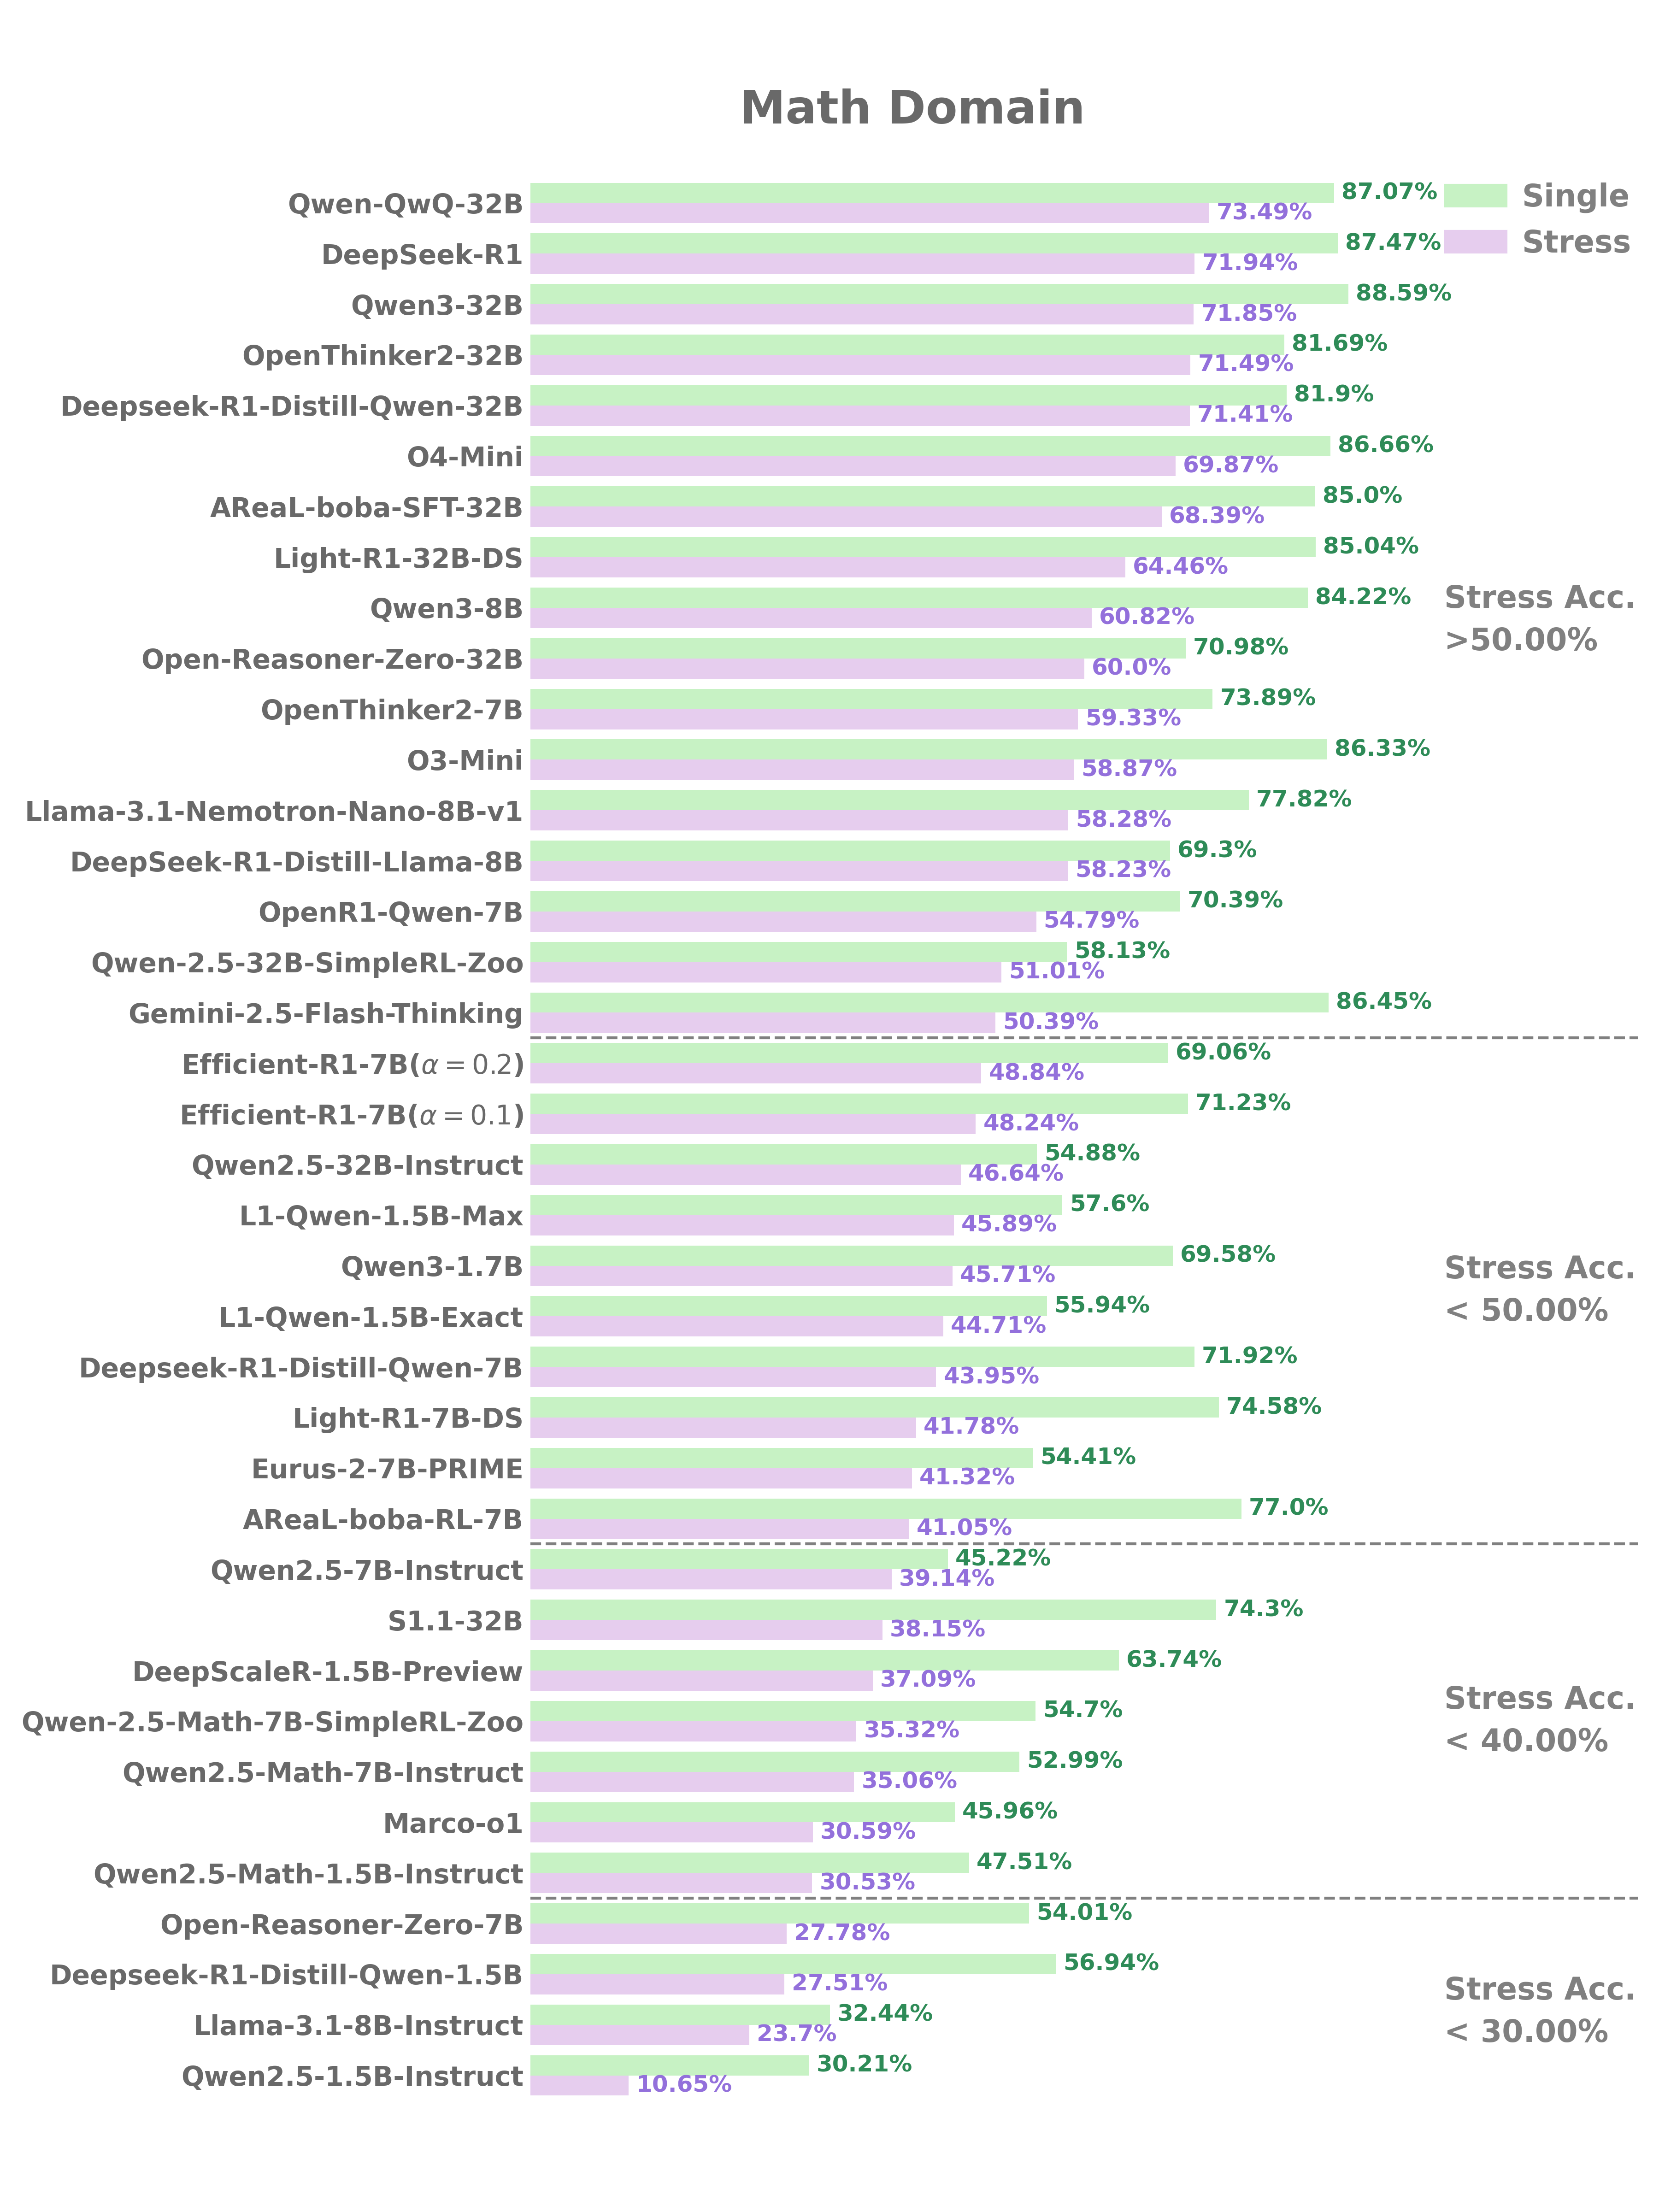 Math Domain
Single
Stress
Qwen-QwQ-32B
87.07%
73.49%
DeepSeek-R1
87.47%
71.94%
Qwen3-32B
88.59%
71.85%
OpenThinker2-32B
81.69%
71.49%
Deepseek-R1-Distill-Qwen-32B
81.9%
71.41%
O4-Mini
86.66%
69.87%
AReaL-boba-SFT-32B
85.0%
68.39%
Light-R1-32B-DS
85.04%
64.46%
Qwen3-8B
84.22%
60.82%
Stress Acc.
>50.00%
Open-Reasoner-Zero-32B
70.98%
60.0%
OpenThinker2-7B
73.89%
59.33%
O3-Mini
86.33%
58.87%
Llama-3.1-Nemotron-Nano-8B-v1
77.82%
58.28%
DeepSeek-R1-Distill-Llama-8B
69.3%
58.23%
OpenR1-Qwen-7B
70.39%
54.79%
Qwen-2.5-32B-SimpleRL-Zoo
58.13%
51.01%
Gemini-2.5-Flash-Thinking
86.45%
50.39%
Efficient-R1-7B(α = 0.2)
69.06%
48.84%
Efficient-R1-7B(α = 0.1)
71.23%
48.24%
Qwen2.5-32B-Instruct
54.88%
46.64%
L1-Qwen-1.5B-Max
57.6%
45.89%
Qwen3-1.7B
69.58%
45.71%
Stress Acc.
< 50.00%
L1-Qwen-1.5B-Exact
55.94%
44.71%
Deepseek-R1-Distill-Qwen-7B
71.92%
43.95%
Light-R1-7B-DS
74.58%
41.78%
Eurus-2-7B-PRIME
54.41%
41.32%
AReaL-boba-RL-7B
77.0%
41.05%
Qwen2.5-7B-Instruct
45.22%
39.14%
S1.1-32B
74.3%
38.15%
DeepScaleR-1.5B-Preview
63.74%
37.09%
Stress Acc.
< 40.00%
Qwen-2.5-Math-7B-SimpleRL-Zoo
54.7%
35.32%
Qwen2.5-Math-7B-Instruct
52.99%
35.06%
Marco-o1
45.96%
30.59%
Qwen2.5-Math-1.5B-Instruct
47.51%
30.53%
Open-Reasoner-Zero-7B
54.01%
27.78%
Deepseek-R1-Distill-Qwen-1.5B
56.94%
27.51%
Stress Acc.
< 30.00%
Llama-3.1-8B-Instruct
32.44%
23.7%
Qwen2.5-1.5B-Instruct
30.21%
10.65%